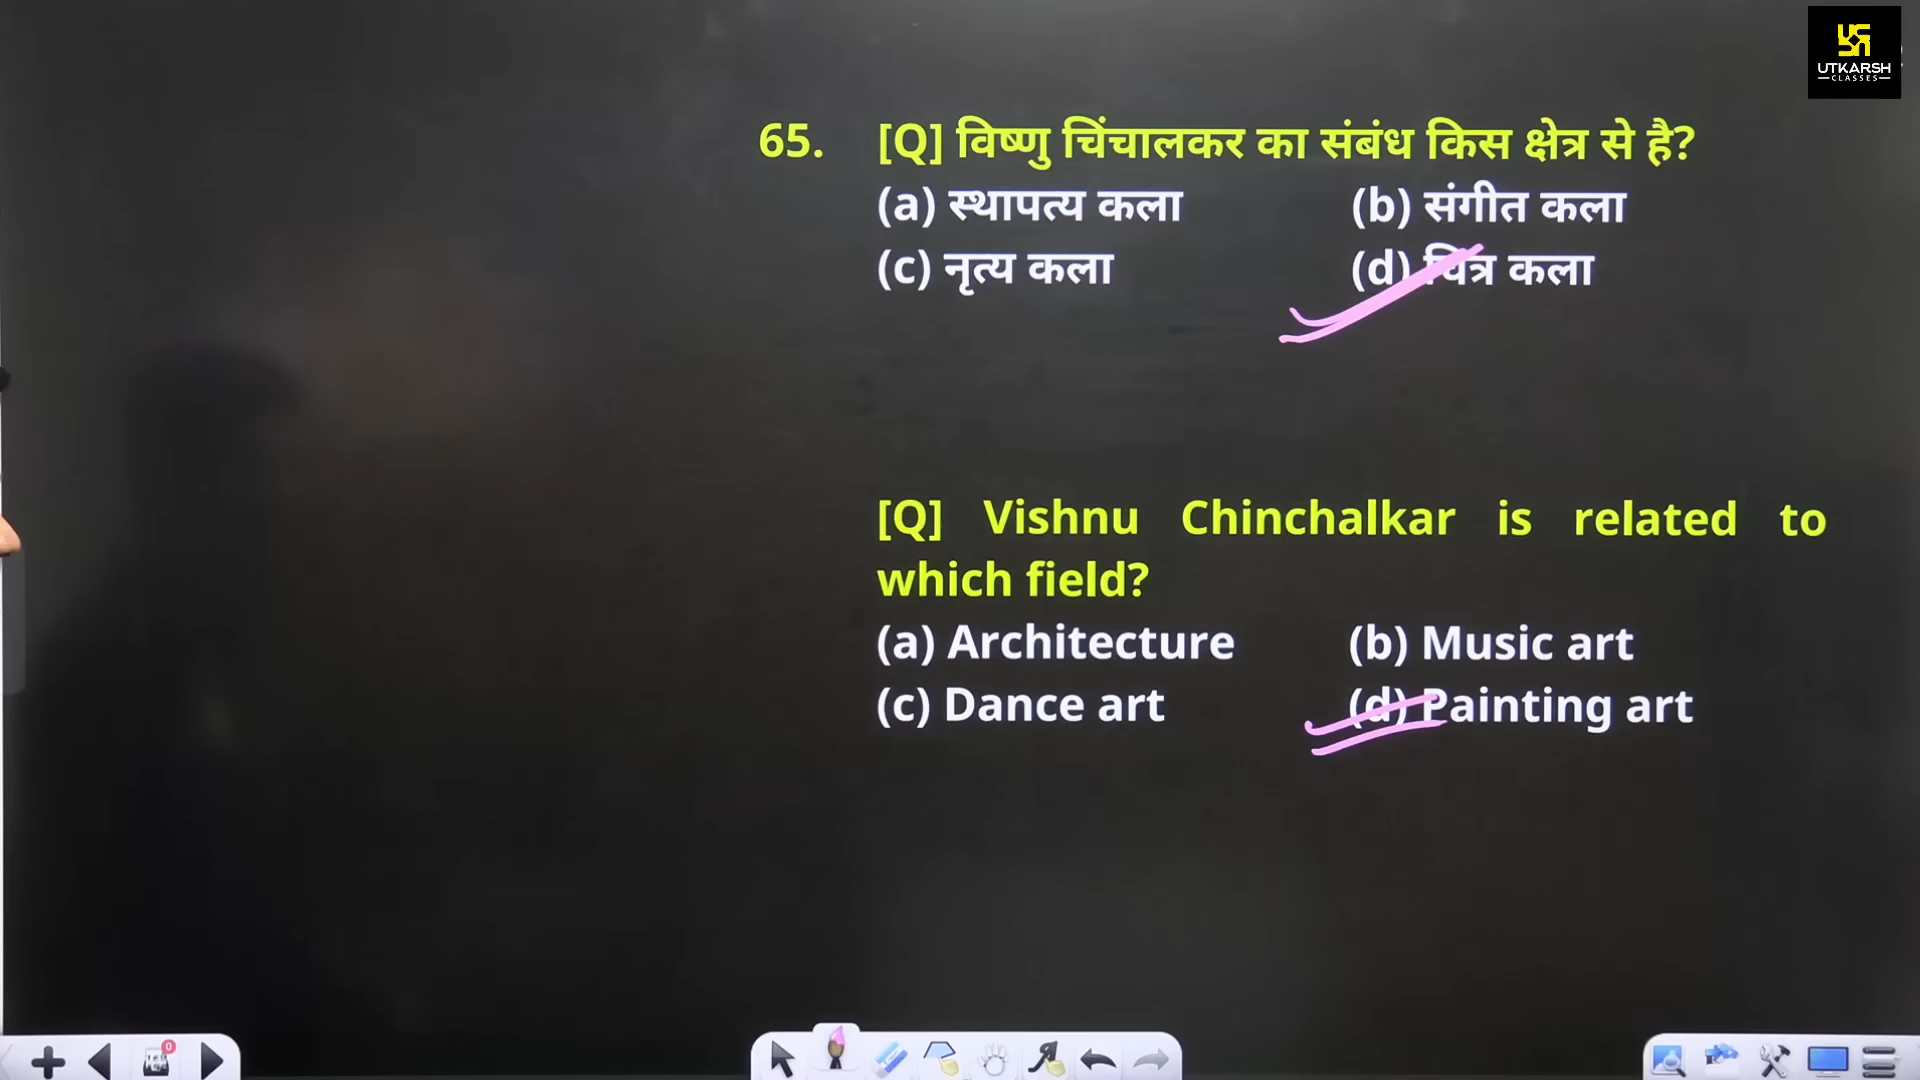 UTKARSH
CLASSES
65. [Q] विष्णु चिंचालकर का संबंध किस क्षेत्र से है?
(a) स्थापत्य कला (b) संगीत कला
(c) नृत्य कला (d) चित्र कला
[Q] Vishnu Chinchalkar is related to
which field?
(a) Architecture (b) Music art
(c) Dance art (d) Painting art
0